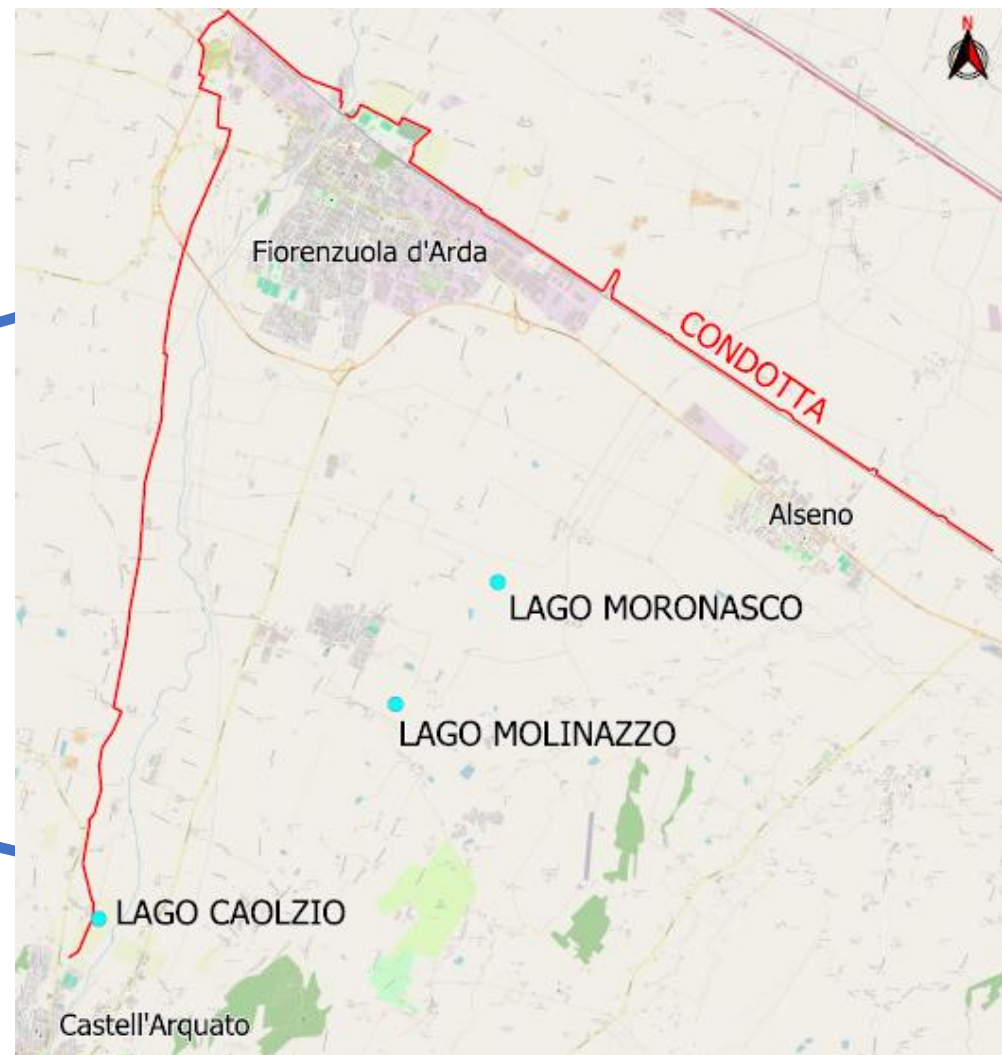 N
Fiorenzuola d'Arda
CONDOTTA
Alseno
LAGO MORONASCO
LAGO MOLINAZZO
LAGO CAOLZIO
Castell'Arquato